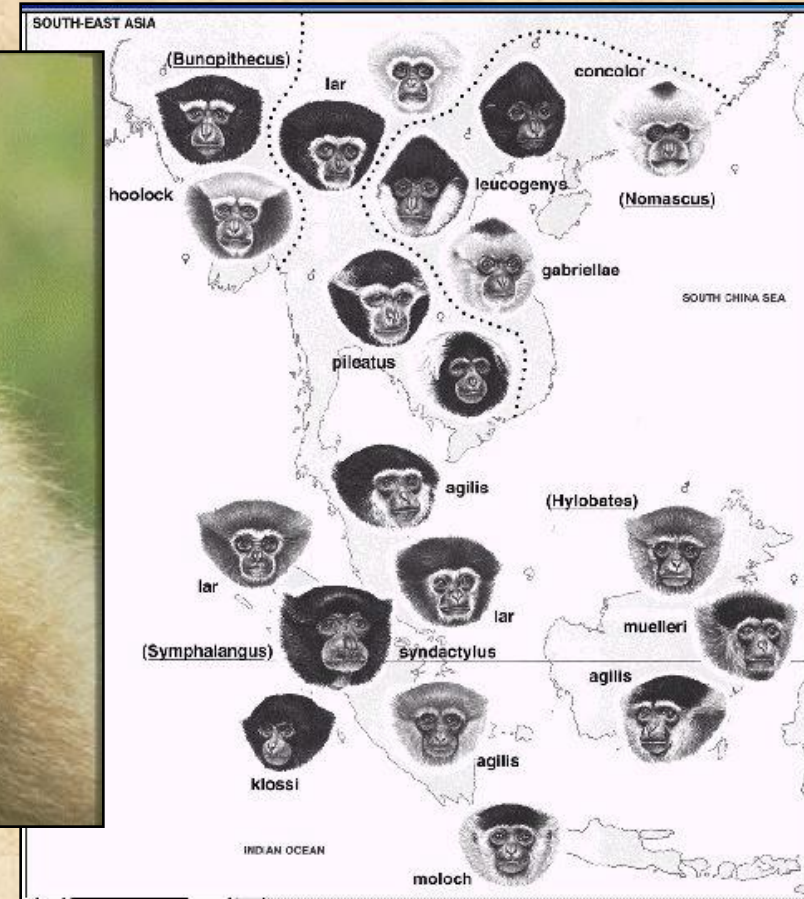 SOUTH-EAST ASIA
(Bunopithecus)
lar
concolor
hoolock
leucogenys
(Nomascus)
gabriellae
SOUTH CHINA SEA
pileatus
agilis
(Hylobates)
lar
lar
muelleri
(Symphalangus)
syndactylus
agilis
klossi
agilis
INDIAN OCEAN
moloch